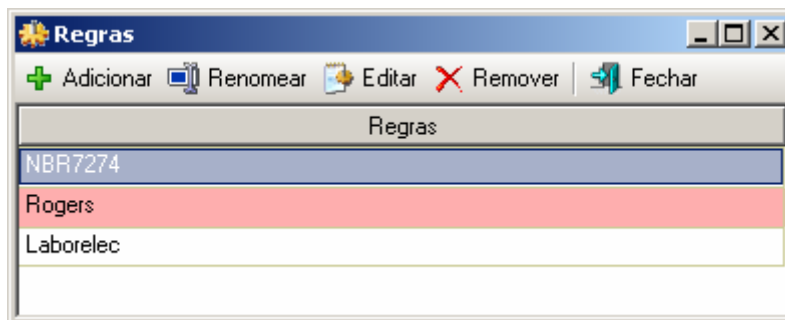 Regras
Adicionar Renomear Editar Remover Fechar
Regras
NBR7274
Rogers
Laborelec